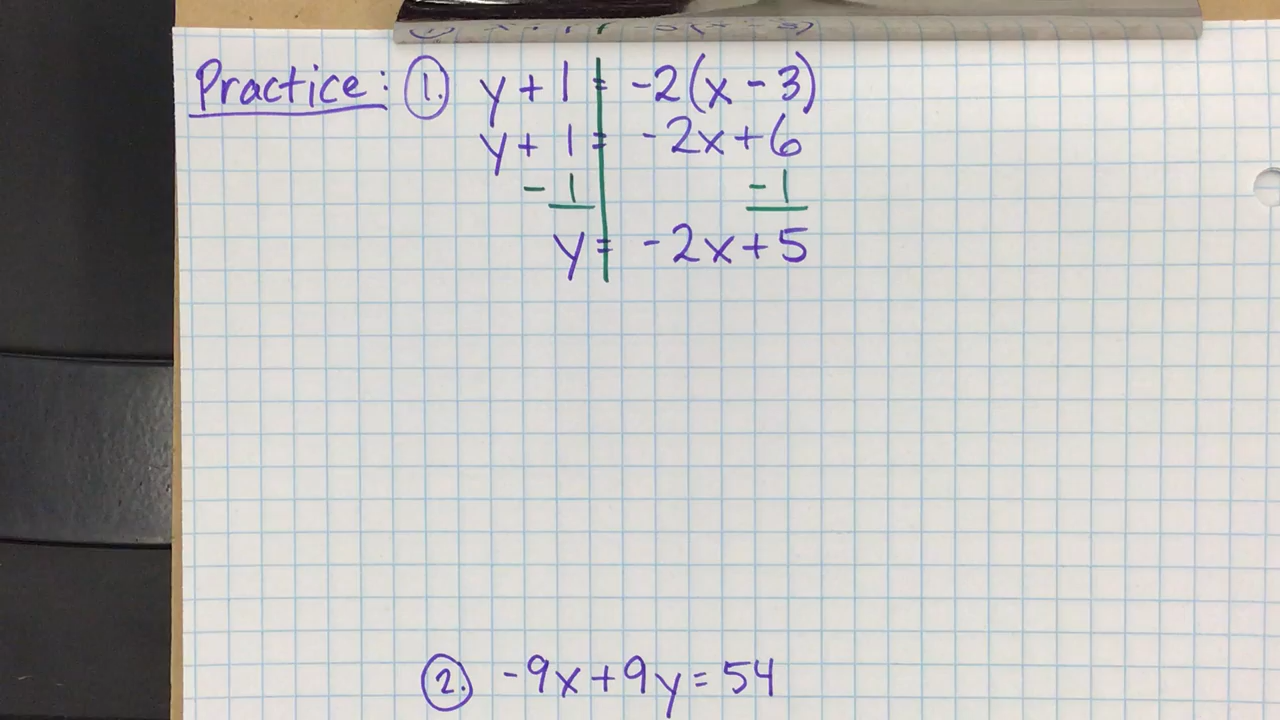 Practice: 1. y + 1 = -2(x - 3)
y + 1 = -2x + 6
- 1 - 1
y = -2x + 5
2. -9x + 9y = 54